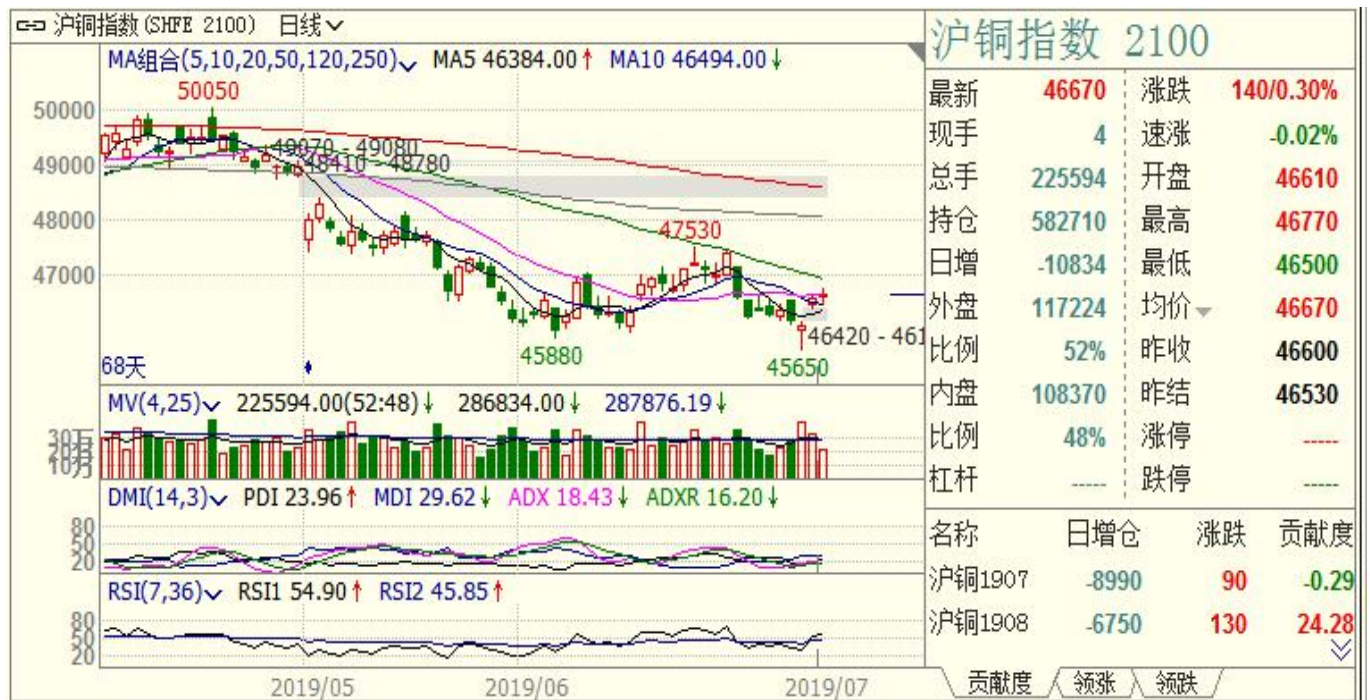 沪铜指数(SHFE 2100) 日线
MA组合(5,10,20,50,120,250) MA5 46384.00↑ MA10 46494.00↓
50050
50000
49070 - 49080
49000
48410 - 48780
48000
47530
47000
46420 - 461
45880
45650
68天
MV(4,25) 225594.00(52:48)↓ 286834.00↓ 287876.19↓
30万
20万
10万
DMI(14,3) PDI 23.96↑ MDI 29.62↓ ADX 18.43↓ ADXR 16.20↓
80
50
20
RSI(7,36) RSI1 54.90↑ RSI2 45.85↑
80
50
20
2019/05 2019/06 2019/07
沪铜指数 2100
最新 46670 涨跌 140/0.30%
现手 4 速涨 -0.02%
总手 225594 开盘 46610
持仓 582710 最高 46770
日增 -10834 最低 46500
外盘 117224 均价 46670
比例 52% 昨收 46600
内盘 108370 昨结 46530
比例 48% 涨停 -----
杠杆 ----- 跌停 -----
名称 日增仓 涨跌 贡献度
沪铜1907 -8990 90 -0.29
沪铜1908 -6750 130 24.28
贡献度 领涨 领跌